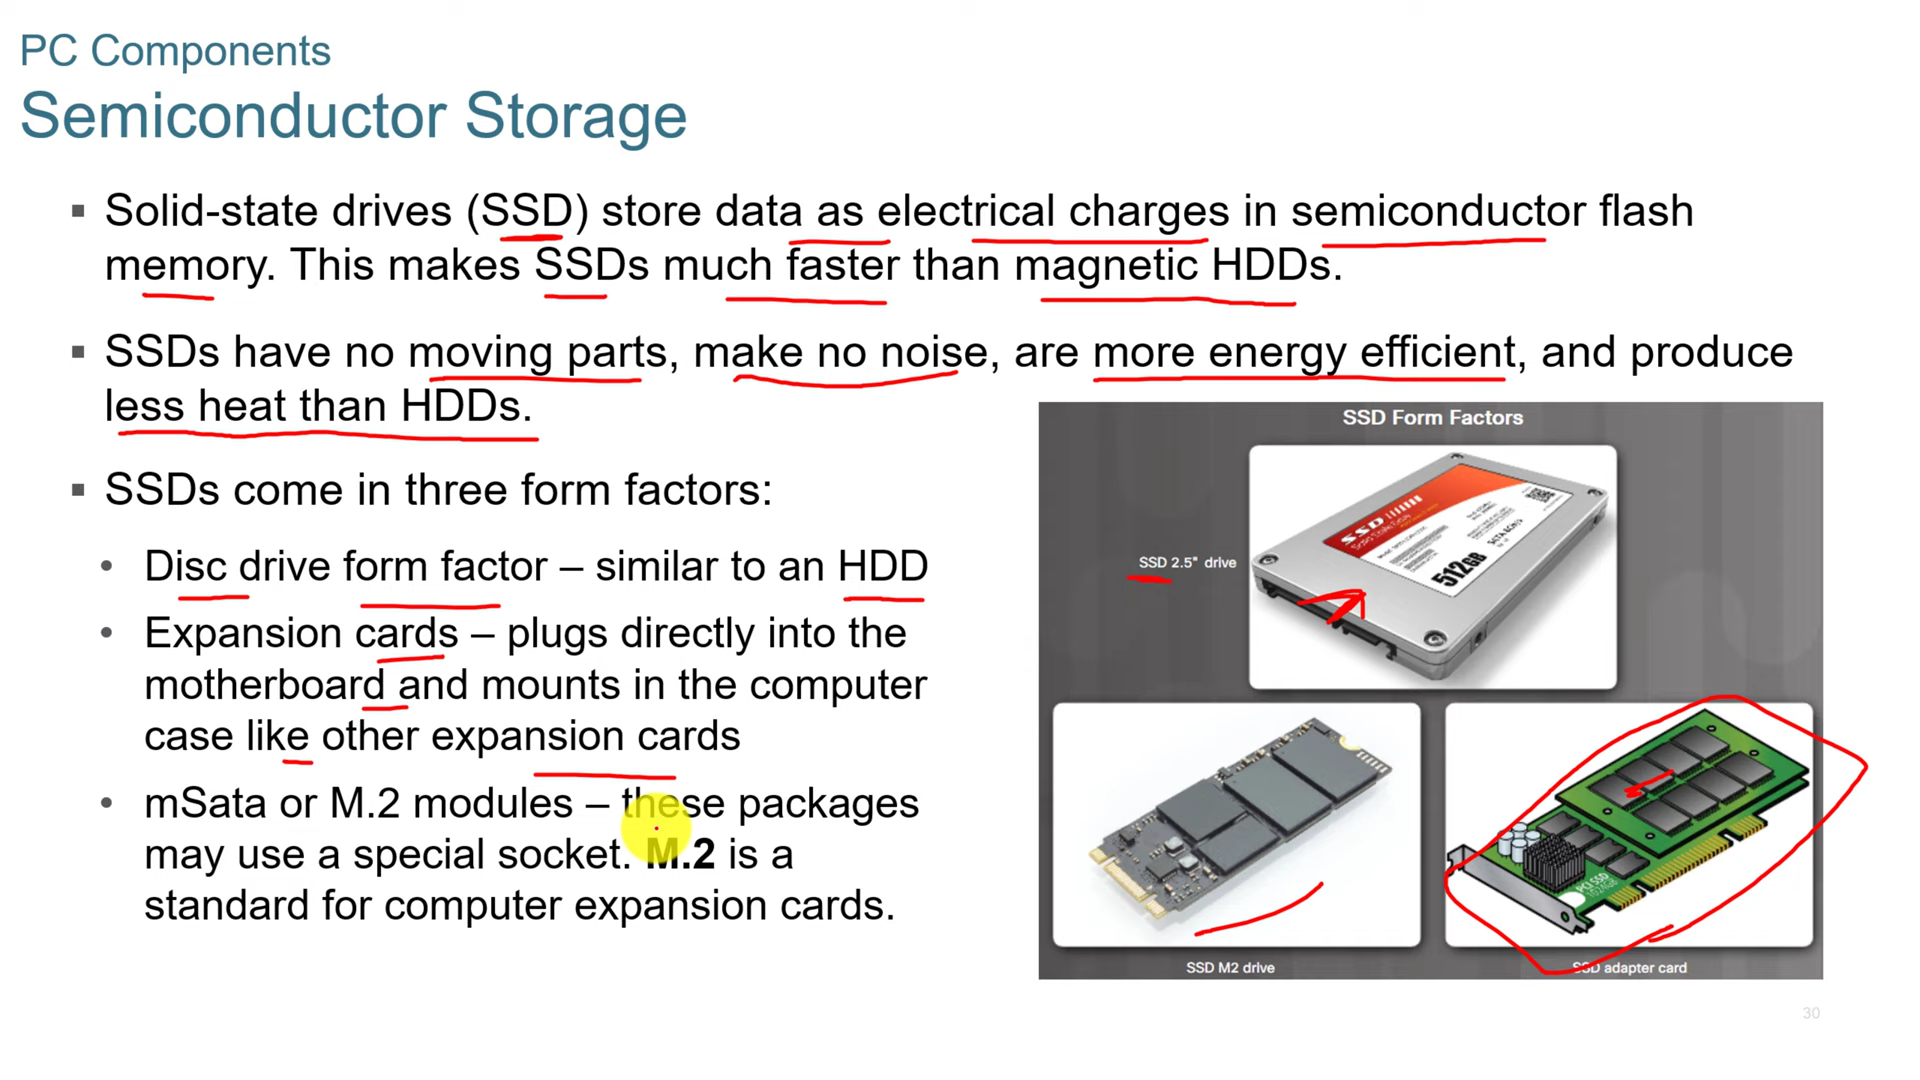 PC Components
Semiconductor Storage
▪ Solid-state drives (SSD) store data as electrical charges in semiconductor flash
memory. This makes SSDs much faster than magnetic HDDs.
▪ SSDs have no moving parts, make no noise, are more energy efficient, and produce
less heat than HDDs.
▪ SSDs come in three form factors:
• Disc drive form factor – similar to an HDD
• Expansion cards – plugs directly into the
motherboard and mounts in the computer
case like other expansion cards
• mSata or M.2 modules – these packages
may use a special socket. M.2 is a
standard for computer expansion cards.
SSD Form Factors
SSD 2.5" drive
SSD
512GB
PCI SSD
SSD M2 drive
SSD adapter card
30